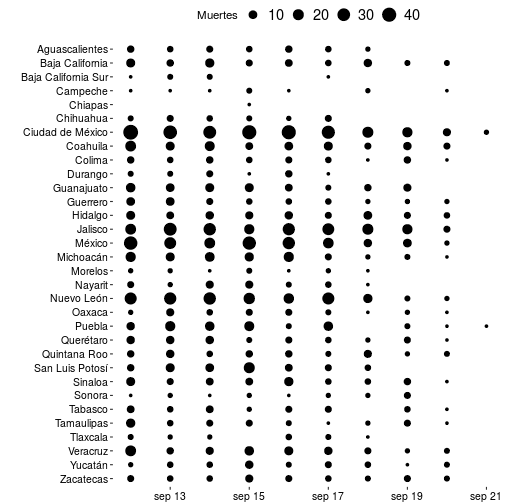 Muertes 10 20 30 40
Aguascalientes
Baja California
Baja California Sur
Campeche
Chiapas
Chihuahua
Ciudad de México
Coahuila
Colima
Durango
Guanajuato
Guerrero
Hidalgo
Jalisco
México
Michoacán
Morelos
Nayarit
Nuevo León
Oaxaca
Puebla
Querétaro
Quintana Roo
San Luis Potosí
Sinaloa
Sonora
Tabasco
Tamaulipas
Tlaxcala
Veracruz
Yucatán
Zacatecas
sep 13 sep 15 sep 17 sep 19 sep 21